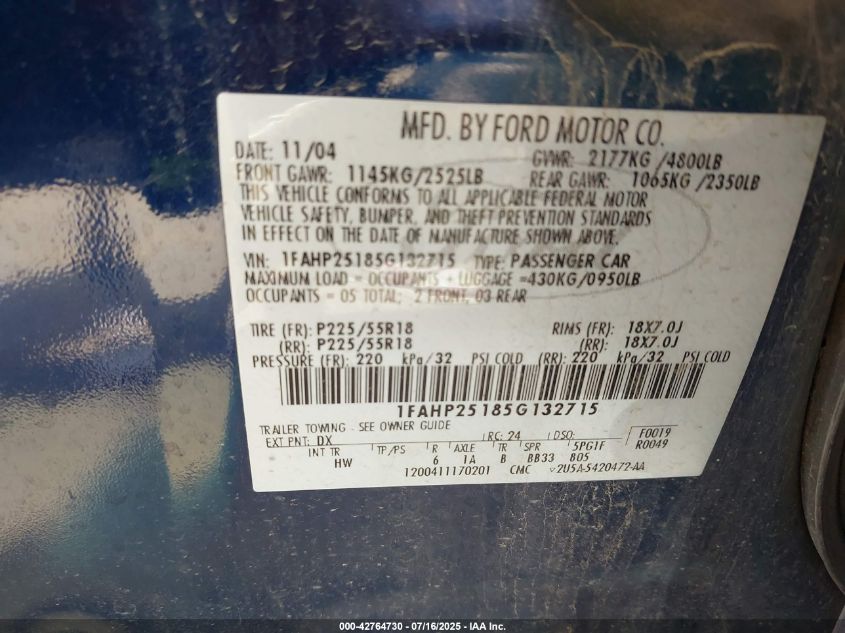 MFD. BY FORD MOTOR CO.
DATE: 11/04 GVWR: 2177KG /4800LB
FRONT GAWR: 1145KG/2525LB REAR GAWR: 1065KG /2350LB
THIS VEHICLE CONFORMS TO ALL APPLICABLE FEDERAL MOTOR
VEHICLE SAFETY, BUMPER, AND THEFT PREVENTION STANDARDS
IN EFFECT ON THE DATE OF MANUFACTURE SHOWN ABOVE.
VIN: 1FAHP25185G132715 TYPE: PASSENGER CAR
MAXIMUM LOAD = OCCUPANTS + LUGGAGE =430KG/0950LB
OCCUPANTS = 05 TOTAL; 2 FRONT, 03 REAR
TIRE (FR): P225/55R18 RIMS (FR): 18X7.0J
(RR): P225/55R18 (RR): 18X7.0J
PRESSURE (FR): 220 kPa/32 PSI COLD (RR): 220 kPa/32 PSI COLD
1FAHP25185G132715
TRAILER TOWING - SEE OWNER GUIDE
EXT PNT: DX RC: 24 DSO: F0019
INT TR TP/PS R AXLE TR SPR 5PG1F R0049
HW 6 1A B BB33 805
1200411170201 CMC v2U5A-5420472-AA
000-42764730 - 07/16/2025 - IAA Inc.